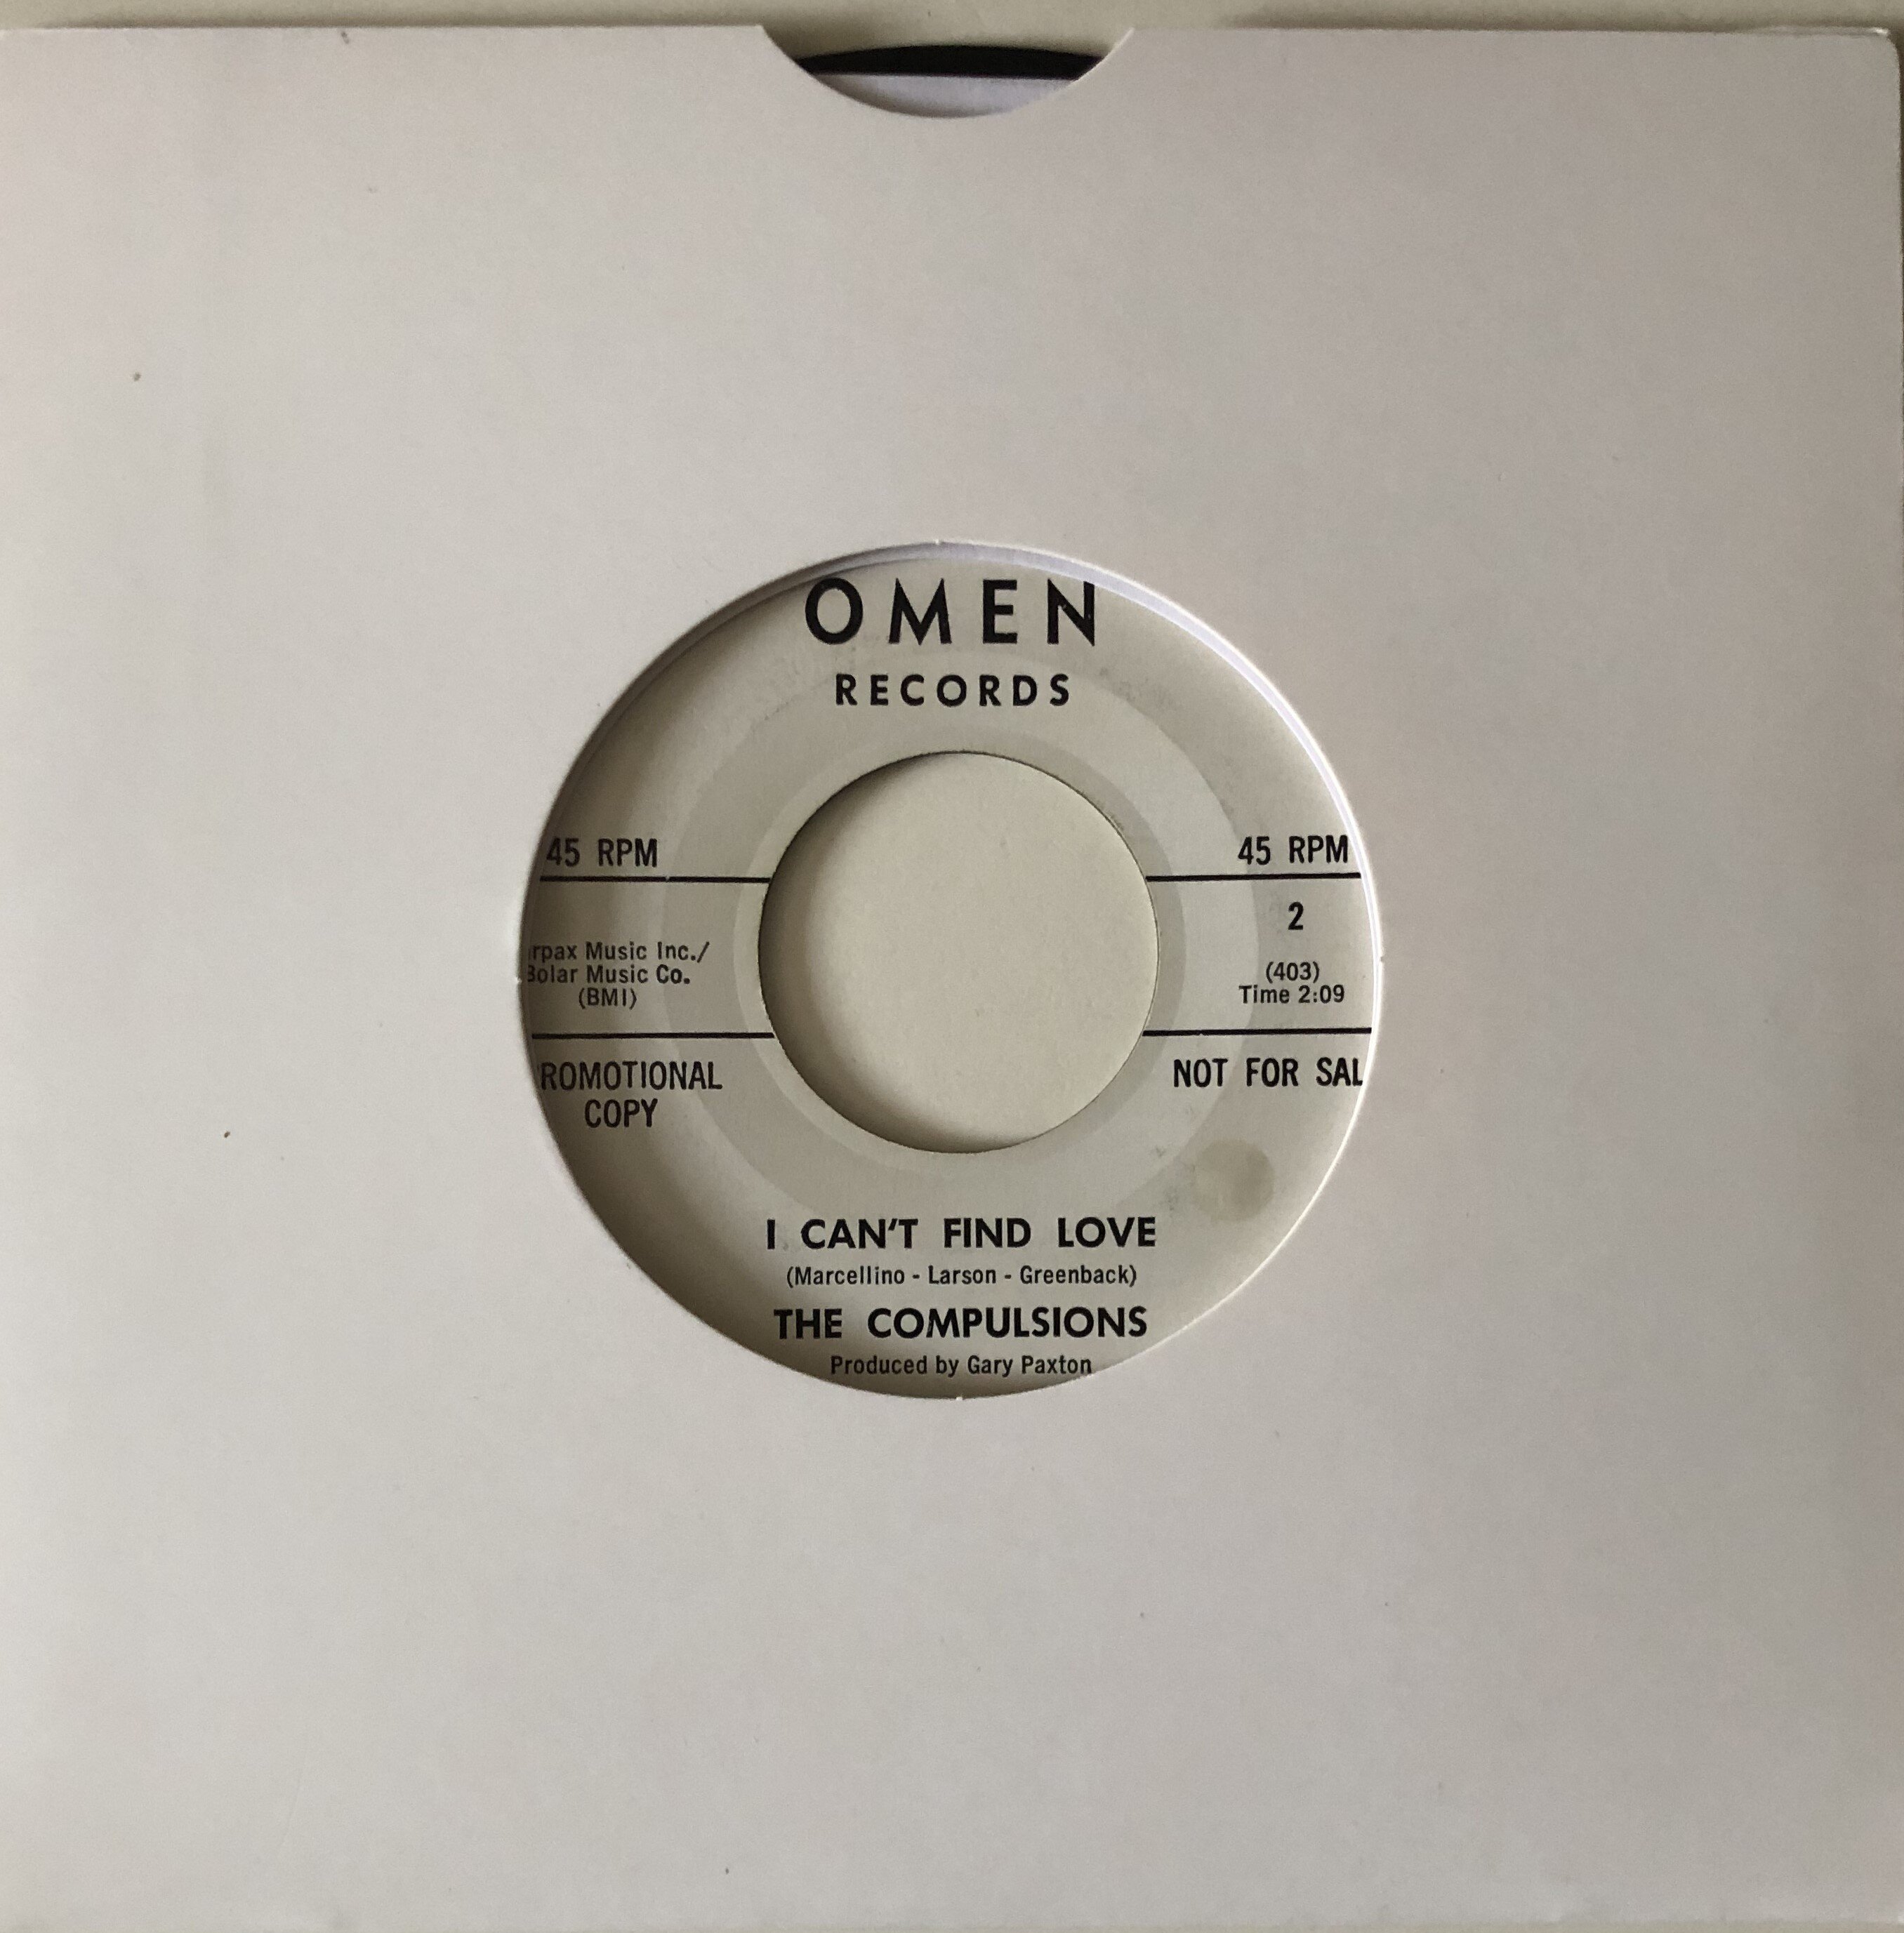 OMEN
RECORDS
45 RPM
45 RPM
2
rpax Music Inc./
Bolar Music Co.
(BMI)
(403)
Time 2:09
ROMOTIONAL
COPY
NOT FOR SAL
I CAN'T FIND LOVE
(Marcellino - Larson - Greenback)
THE COMPULSIONS
Produced by Gary Paxton